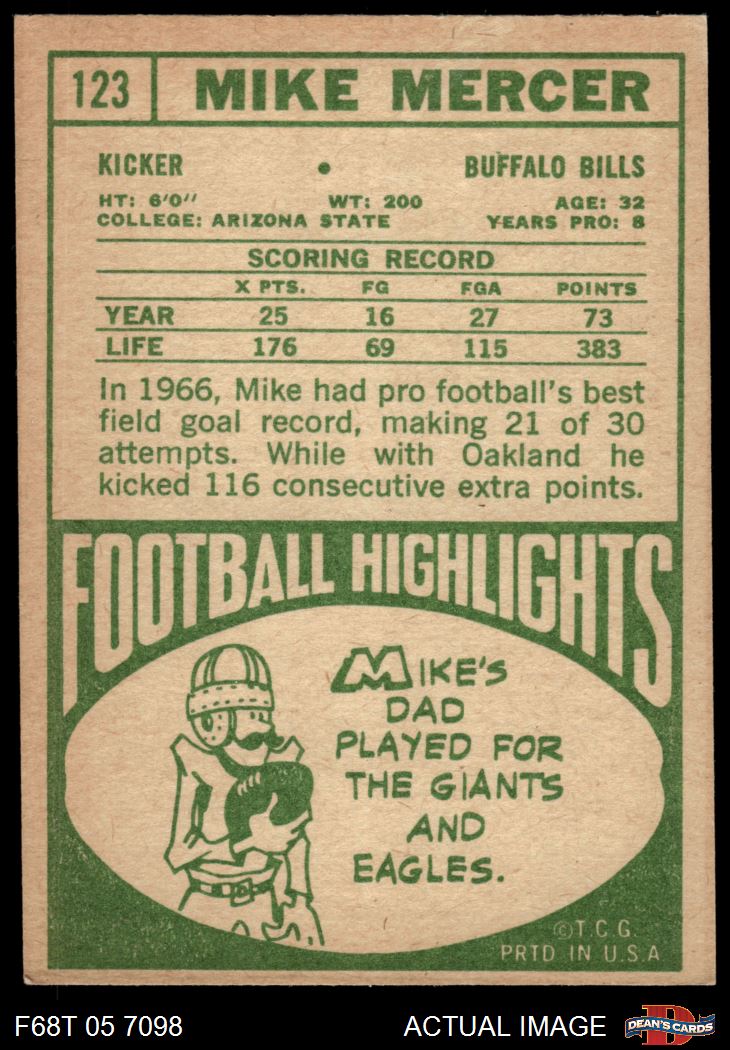 123 MIKE MERCER
KICKER • BUFFALO BILLS
HT: 6'0" WT: 200 AGE: 32
COLLEGE: ARIZONA STATE YEARS PRO: 8
SCORING RECORD
X PTS. FG FGA POINTS
YEAR 25 16 27 73
LIFE 176 69 115 383
In 1966, Mike had pro football's best
field goal record, making 21 of 30
attempts. While with Oakland he
kicked 116 consecutive extra points.
FOOTBALL HIGHLIGHTS
MIKE'S
DAD
PLAYED FOR
THE GIANTS
AND
EAGLES.
©T.C.G.
PRTD IN U.S.A
F68T 05 7098 ACTUAL IMAGE D DEAN'S CARDS